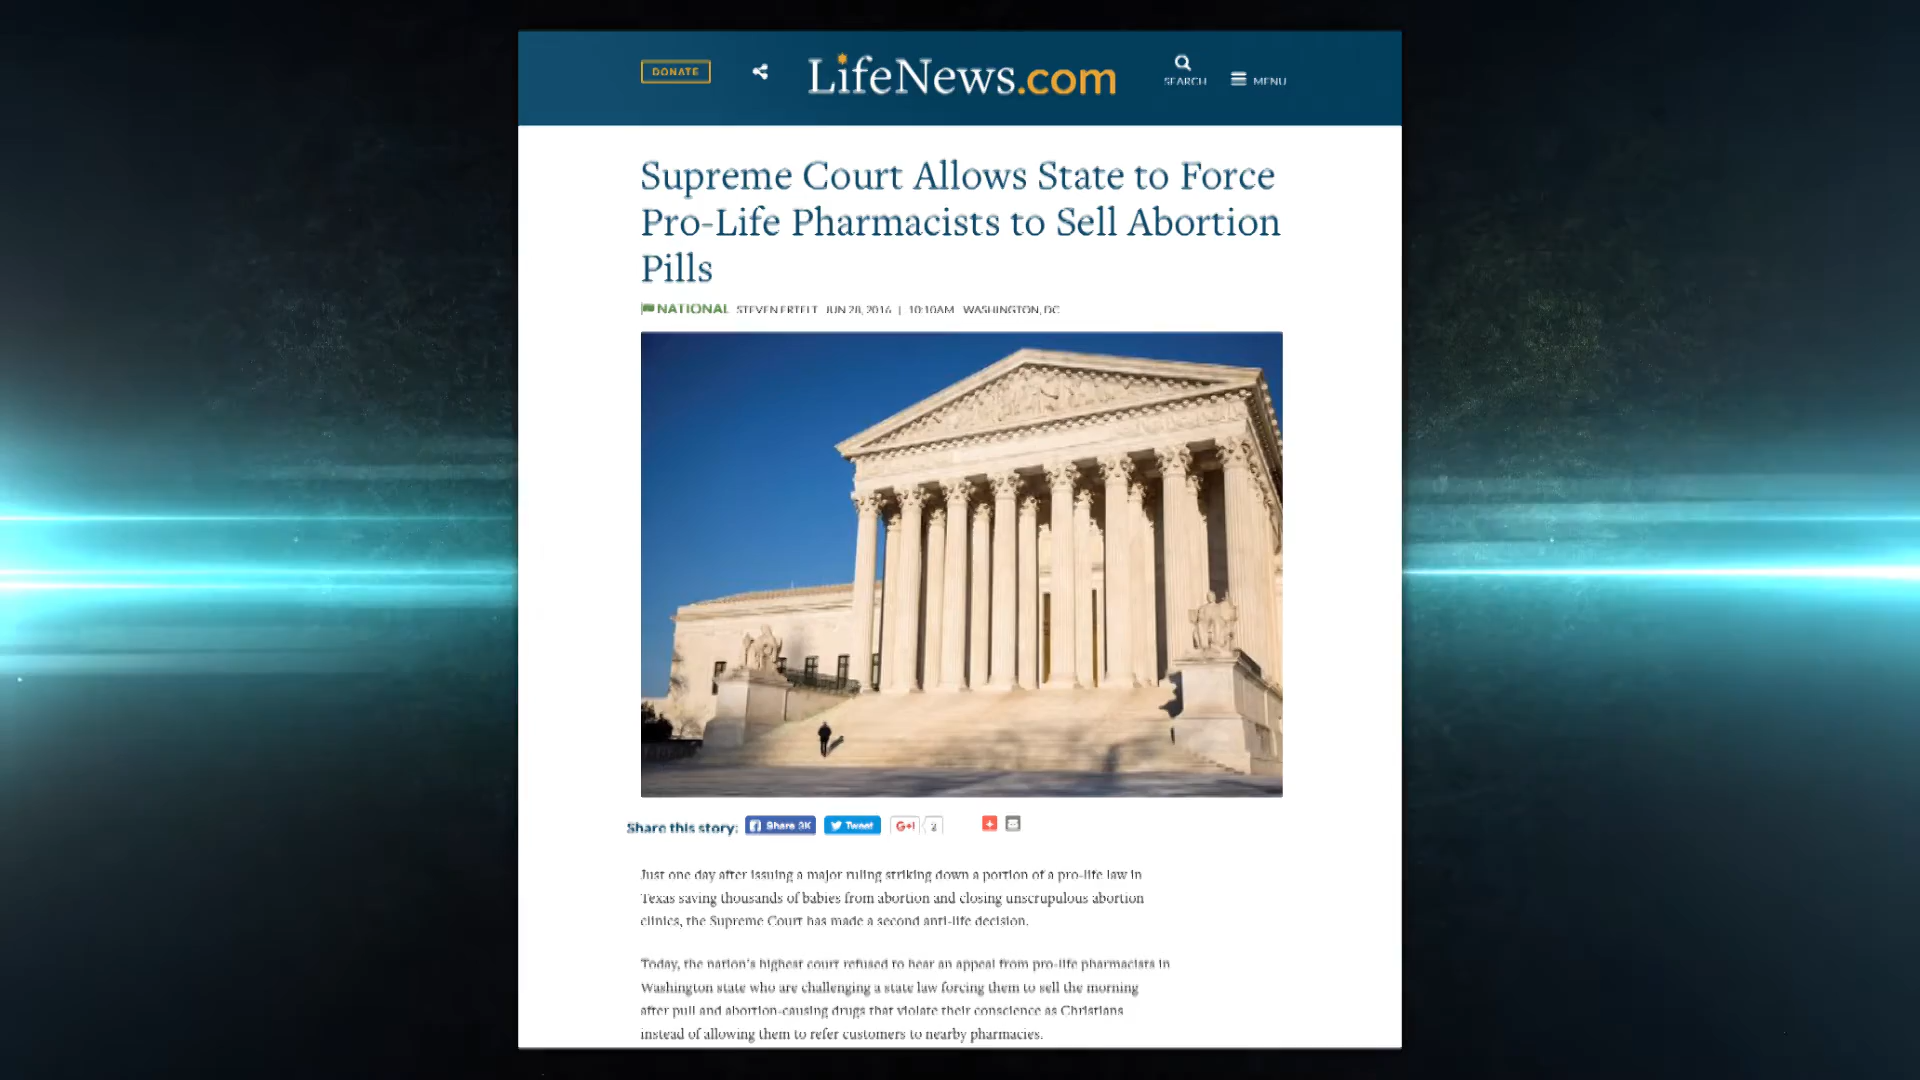 DONATE
LifeNews.com
SEARCH
MENU
Supreme Court Allows State to Force
Pro-Life Pharmacists to Sell Abortion
Pills
NATIONAL STEVEN ERTELT JUN 28, 2016 | 10:10AM WASHINGTON, DC
Share this story: Share 3K Tweet G+1 2
Just one day after issuing a major ruling striking down a portion of a pro-life law in
Texas saving thousands of babies from abortion and closing unscrupulous abortion
clinics, the Supreme Court has made a second anti-life decision.
Today, the nation's highest court refused to hear an appeal from pro-life pharmacists in
Washington state who are challenging a state law forcing them to sell the morning
after pull and abortion-causing drugs that violate their conscience as Christians
instead of allowing them to refer customers to nearby pharmacies.